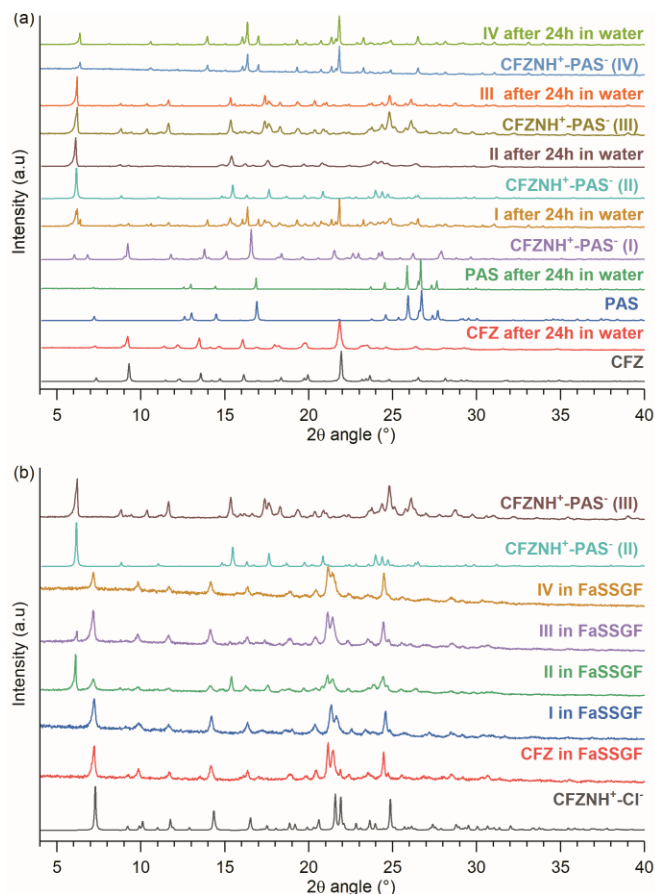 (a)
IV after 24h in water
CFZNH⁺-PAS⁻ (IV)
III after 24h in water
CFZNH⁺-PAS⁻ (III)
II after 24h in water
CFZNH⁺-PAS⁻ (II)
I after 24h in water
CFZNH⁺-PAS⁻ (I)
PAS after 24h in water
PAS
CFZ after 24h in water
CFZ
Intensity (a.u)
5 10 15 20 25 30 35 40
2θ angle (°)
(b)
CFZNH⁺-PAS⁻ (III)
CFZNH⁺-PAS⁻ (II)
IV in FaSSGF
III in FaSSGF
II in FaSSGF
I in FaSSGF
CFZ in FaSSGF
CFZNH⁺-Cl⁻
Intensity (a.u)
5 10 15 20 25 30 35 40
2θ angle (°)